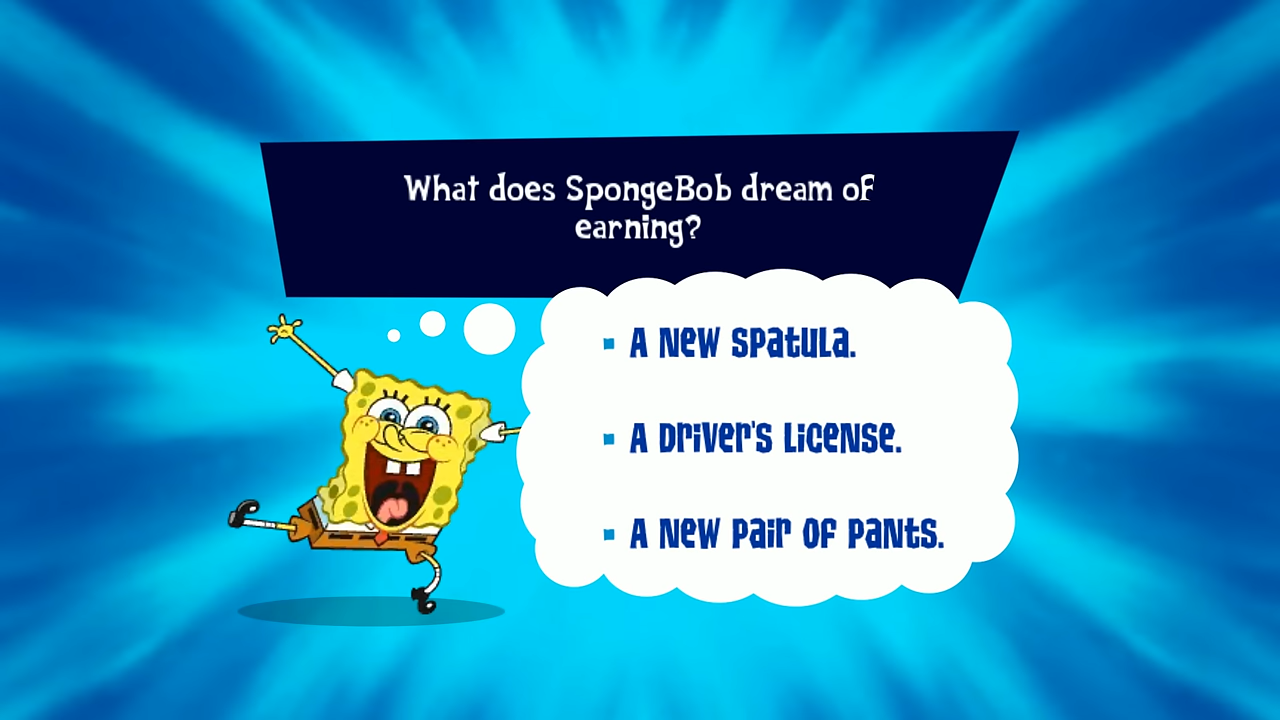 What does SpongeBob dream of
earning?
A new spatula.
A driver's license.
A new pair of pants.